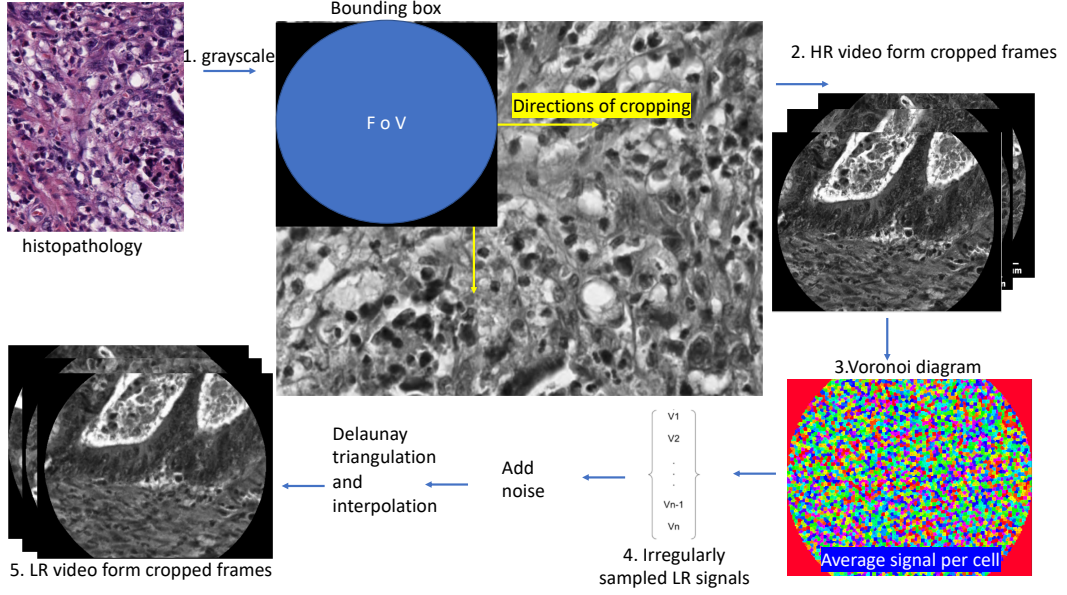 Bounding box
1. grayscale
F o V
Directions of cropping
2. HR video form cropped frames
histopathology
3.Voronoi diagram
Average signal per cell
V1
V2
.
.
.
Vn-1
Vn
4. Irregularly
sampled LR signals
Add
noise
Delaunay
triangulation
and
interpolation
5. LR video form cropped frames